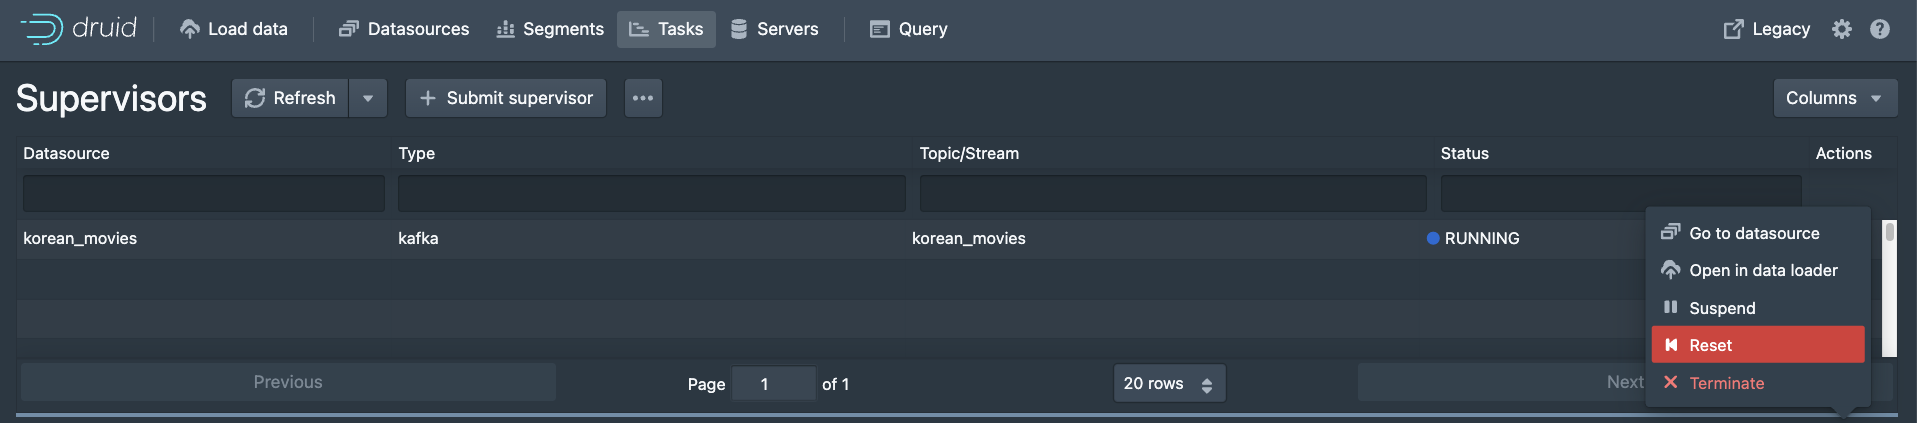 druid Load data Datasources Segments Tasks Servers Query Legacy
Supervisors Refresh Submit supervisor Columns
Datasource Type Topic/Stream Status Actions
korean_movies kafka korean_movies RUNNING
Go to datasource
Open in data loader
Suspend
Reset
Terminate
Previous Page 1 of 1 20 rows Next